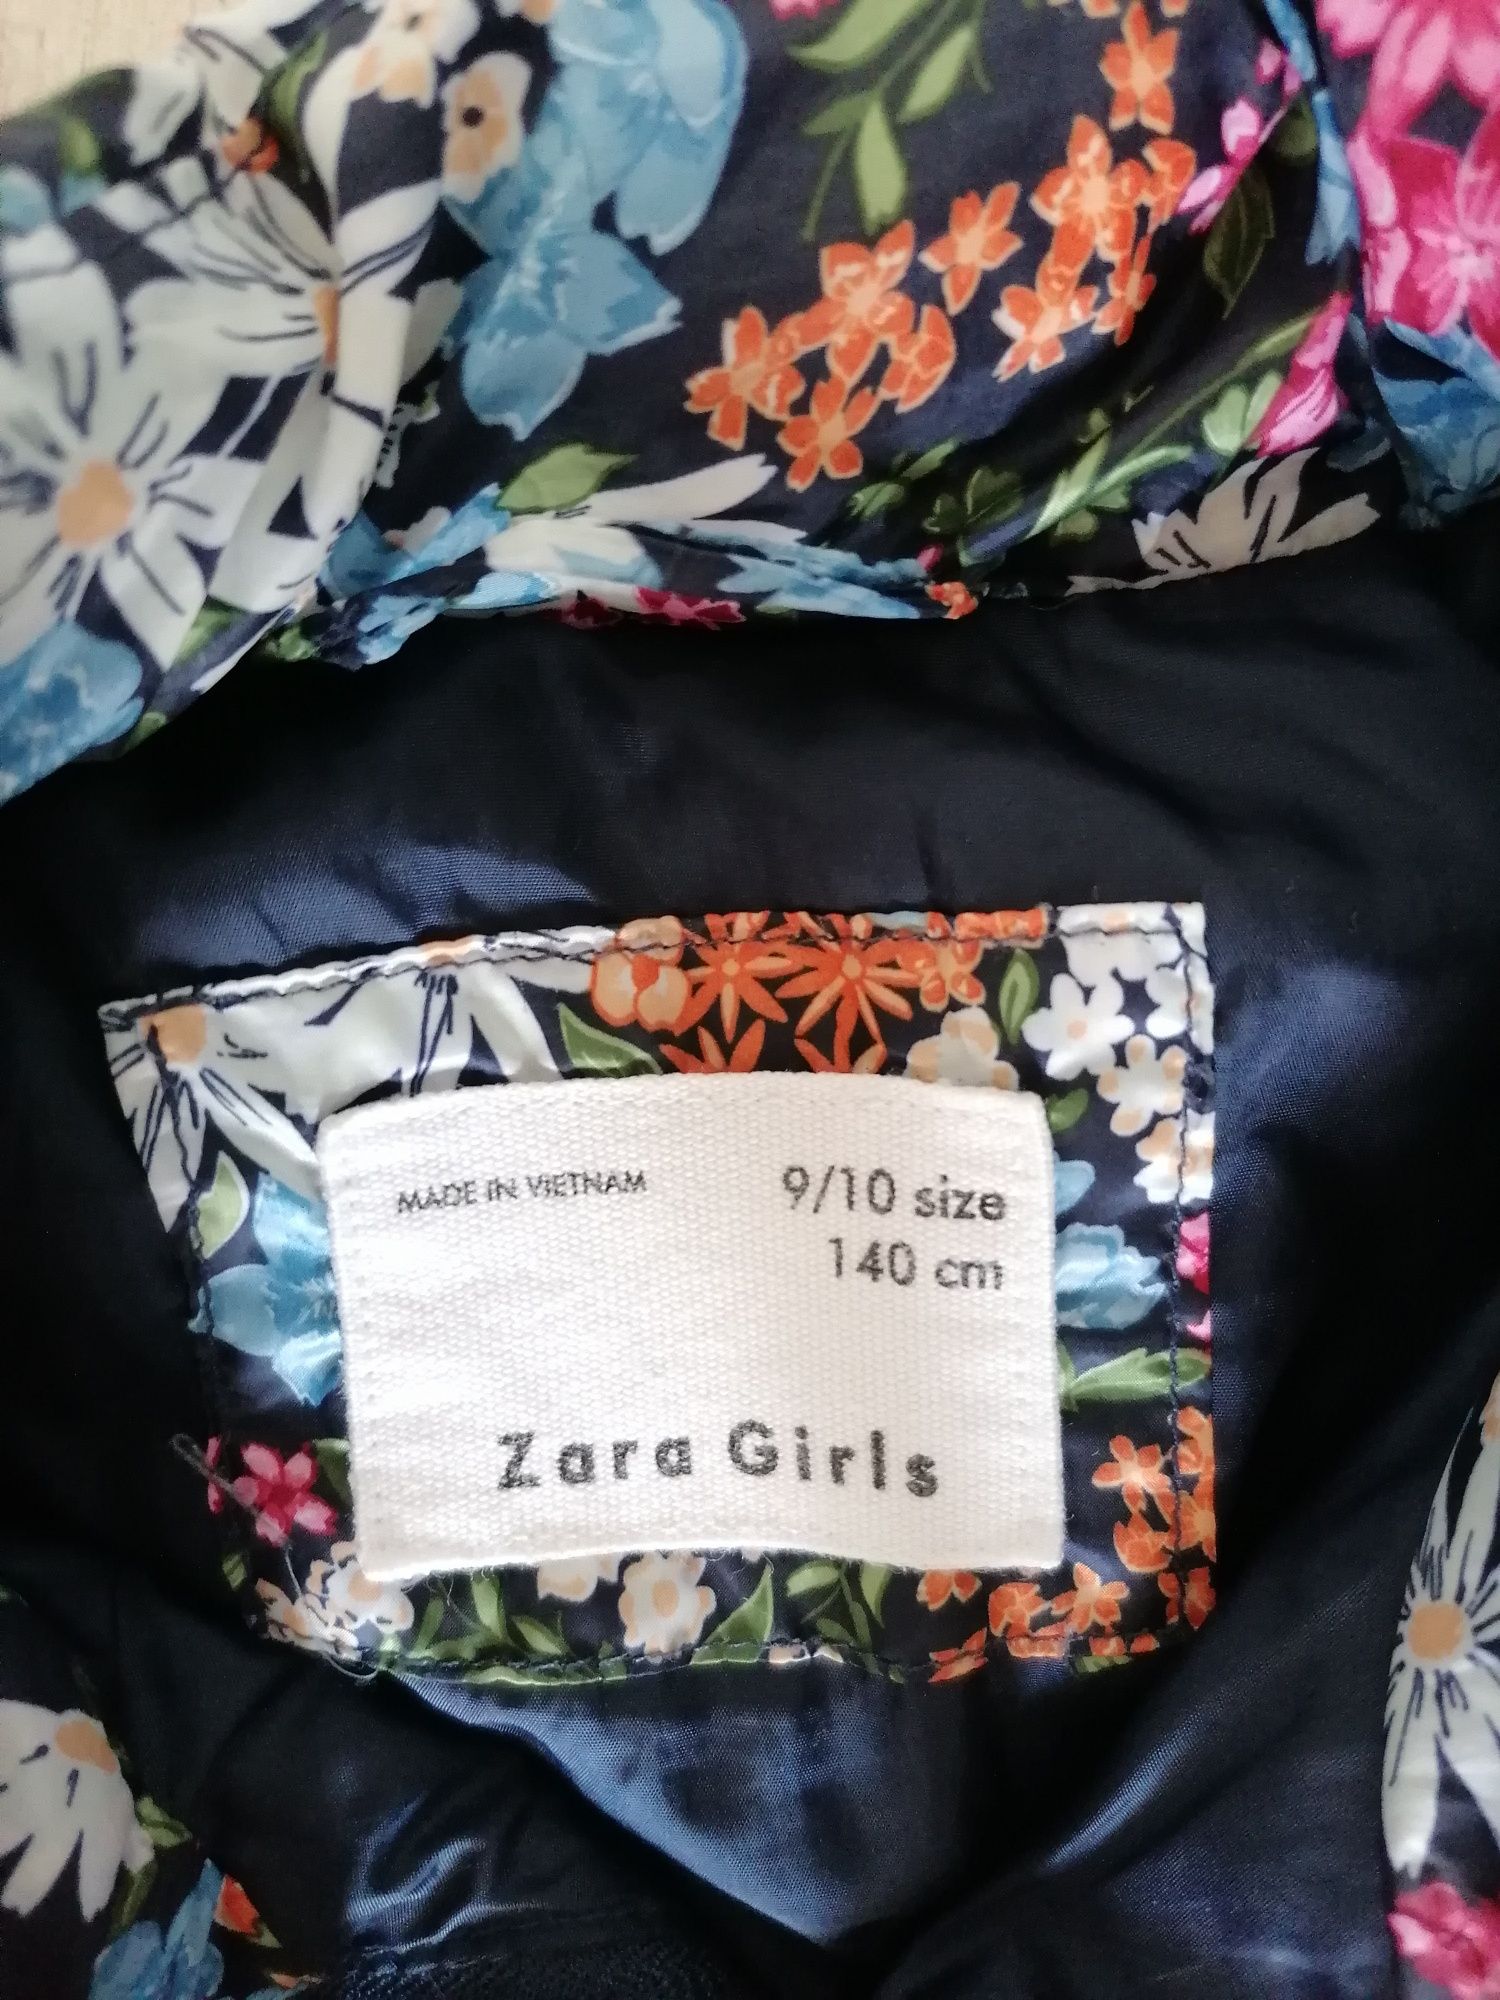 MADE IN VIETNAM
9/10 size
140 cm
Zara Girls